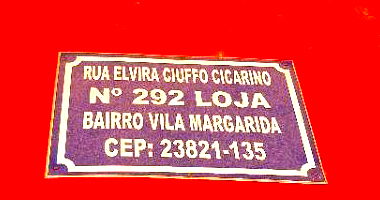 RUA ELVIRA CIUFFO CICARINO
Nº 292 LOJA
BAIRRO VILA MARGARIDA
CEP: 23821-135